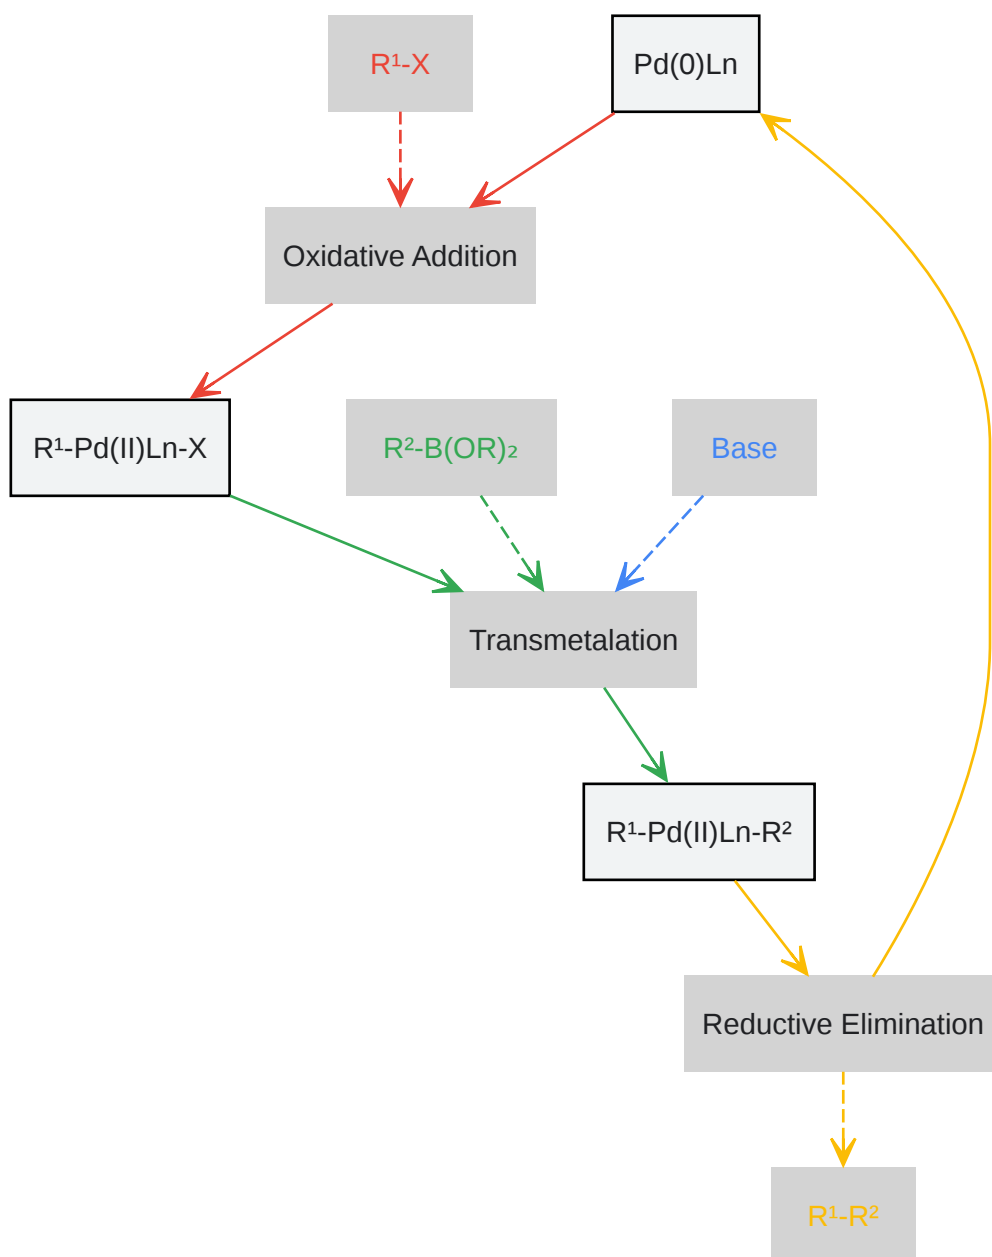 R¹-X
Pd(0)Ln
Oxidative Addition
R¹-Pd(II)Ln-X
R²-B(OR)₂
Base
Transmetalation
R¹-Pd(II)Ln-R²
Reductive Elimination
R¹-R²